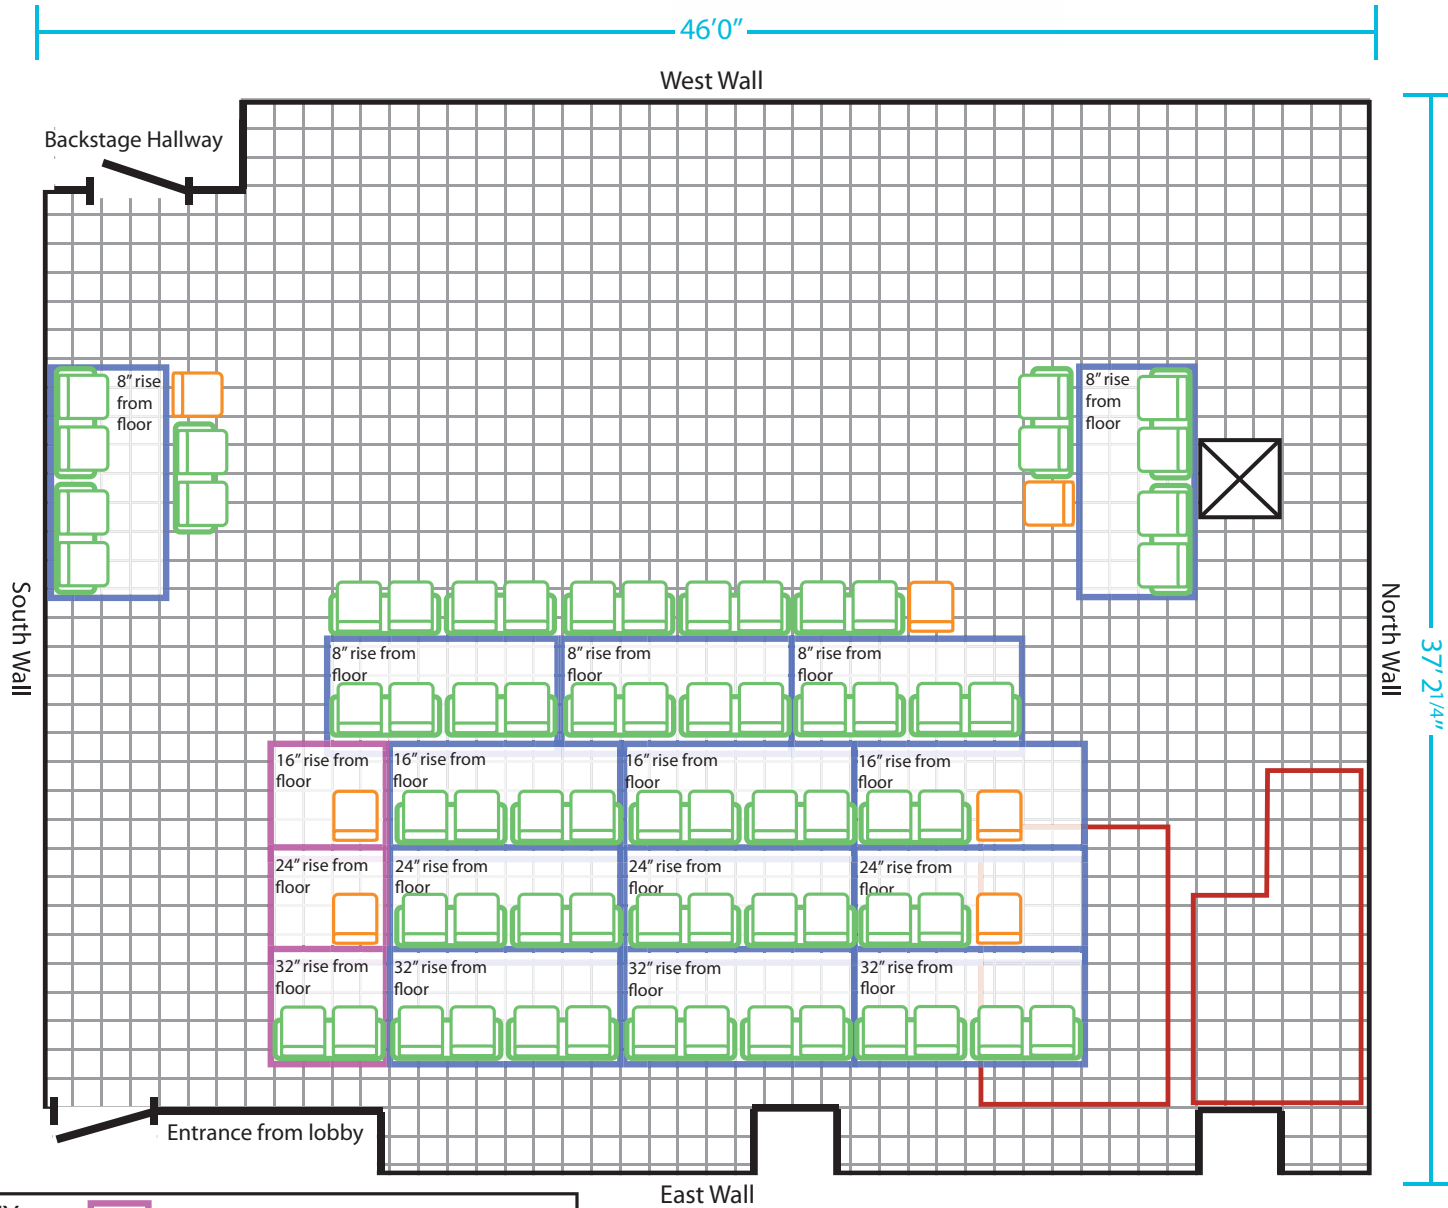 46’0”
West Wall
Backstage Hallway
8” rise
from
floor
8” rise
from
floor
South Wall
North Wall
37’ 2 1/4”
8” rise from
floor
8” rise from
floor
8” rise from
floor
16” rise from
floor
16” rise from
floor
16” rise from
floor
16” rise from
floor
24” rise from
floor
24” rise from
floor
24” rise from
floor
24” rise from
floor
32” rise from
floor
32” rise from
floor
32” rise from
floor
32” rise from
floor
Entrance from lobby
East Wall